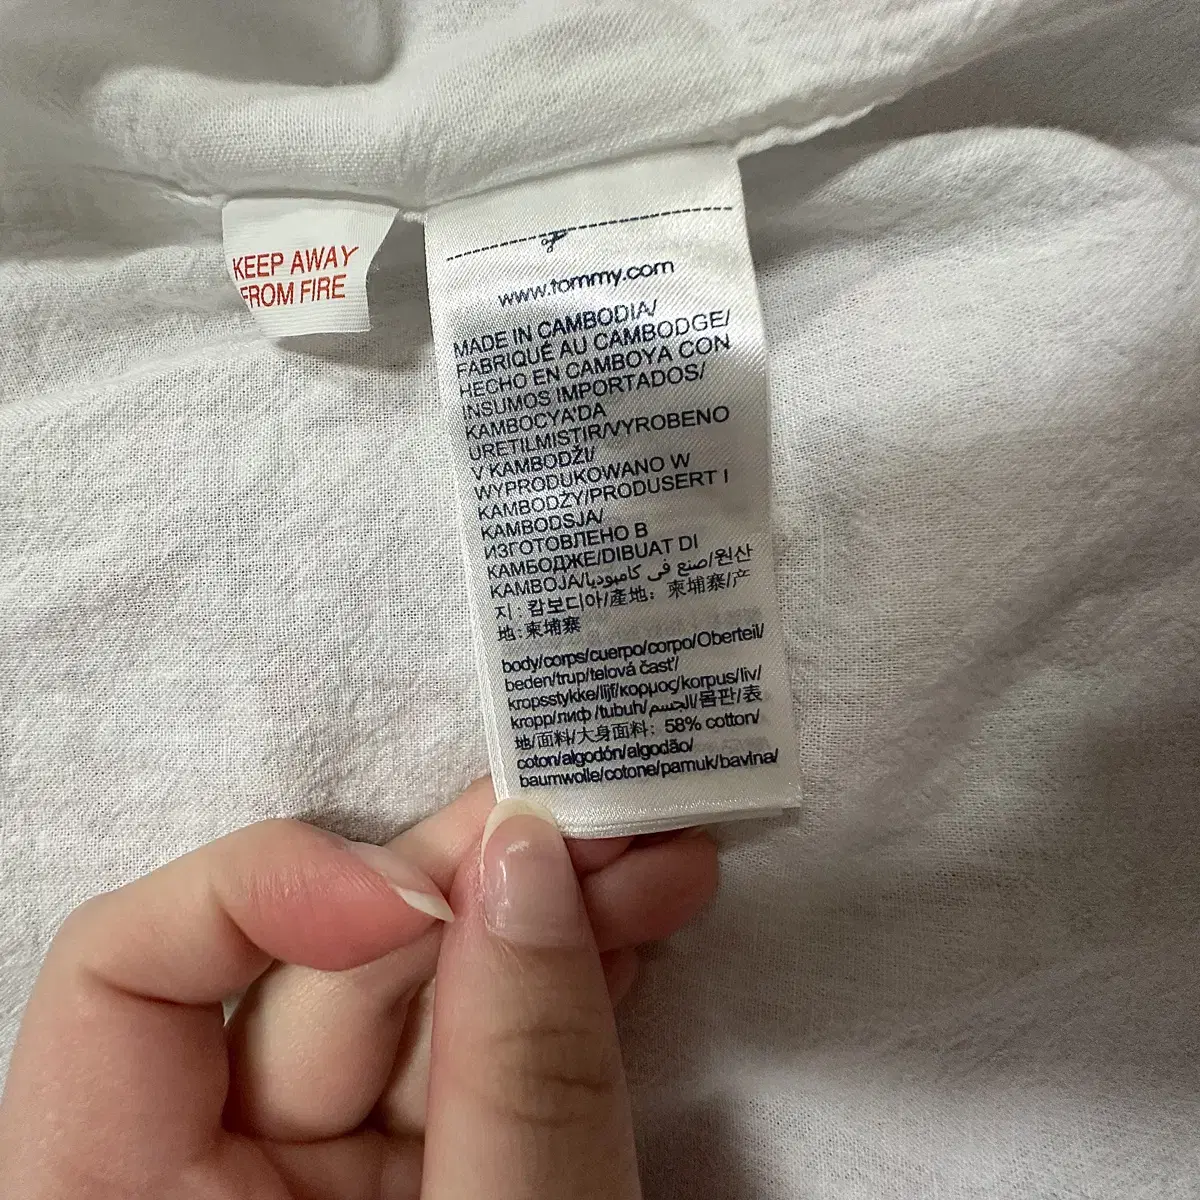 KEEP AWAY
FROM FIRE
www.tommy.com
MADE IN CAMBODIA/
FABRIQUÉ AU CAMBODGE/
HECHO EN CAMBOYA CON
INSUMOS IMPORTADOS/
KAMBOCYA'DA
URETILMISTIR/VYROBENO
V KAMBODŽI/
WYPRODUKOWANO W
KAMBODŻY/PRODUSERT I
KAMBODSJA/
ИЗГОТОВЛЕНО В
КАМБОДЖЕ/DIBUAT DI
KAMBOJA/صنع في كامبوديا/원산
지: 캄보디아/產地: 柬埔寨/产
地:柬埔寨
body/corps/cuerpo/corpo/Oberteil/
beden/trup/telová časť/
kropsstykke/lijf/κορμος/korpus/liv/
kropp/лиф/tubuh/الجسم/몸판/表
地/面料/大身面料: 58% cotton/
coton/algodón/algodão/
baumwolle/cotone/pamuk/bavlna/